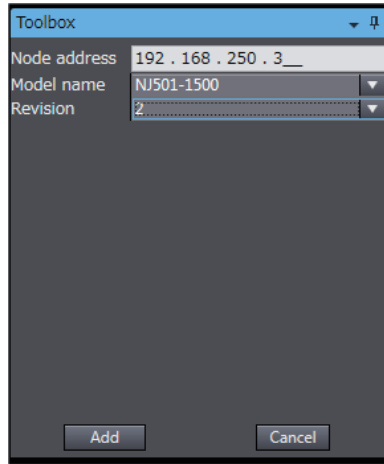 Toolbox
Node address 192 . 168 . 250 . 3__
Model name NJ501-1500
Revision 2
Add Cancel